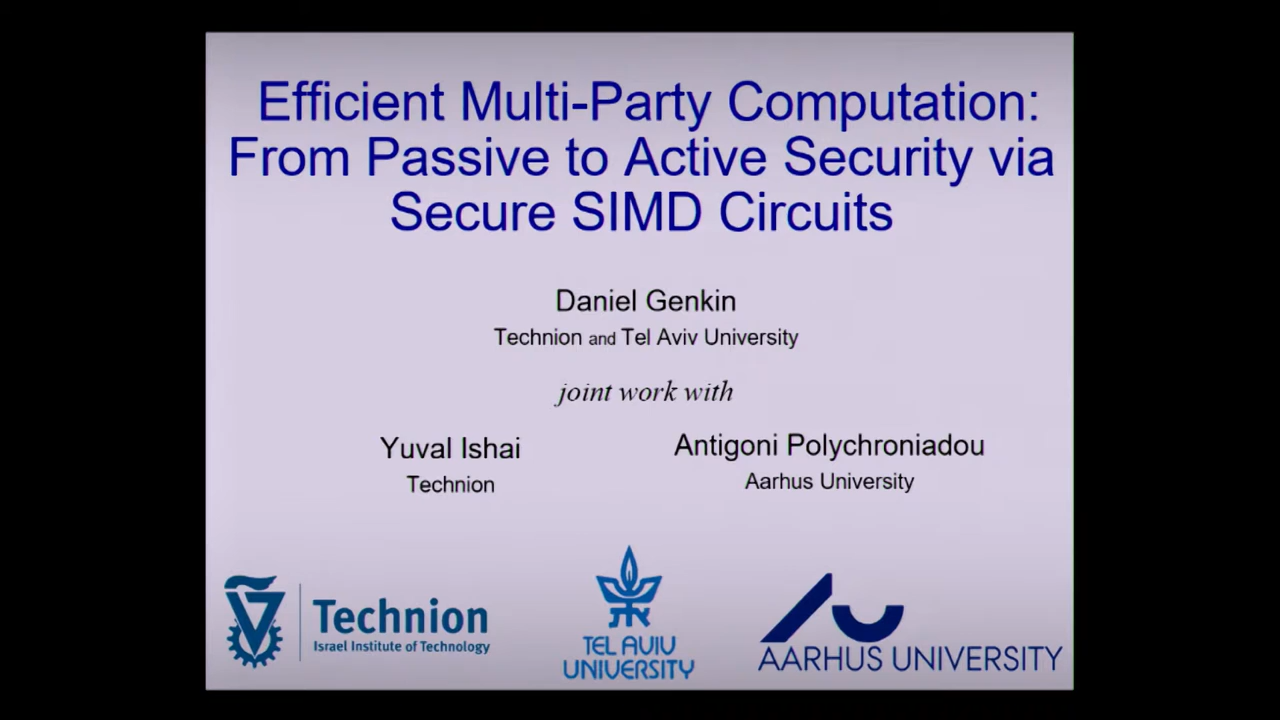 Efficient Multi-Party Computation:
From Passive to Active Security via
Secure SIMD Circuits
Daniel Genkin
Technion and Tel Aviv University
joint work with
Yuval Ishai
Technion
Antigoni Polychroniadou
Aarhus University
Technion
Israel Institute of Technology
TEL AVIV
UNIVERSITY
AARHUS UNIVERSITY